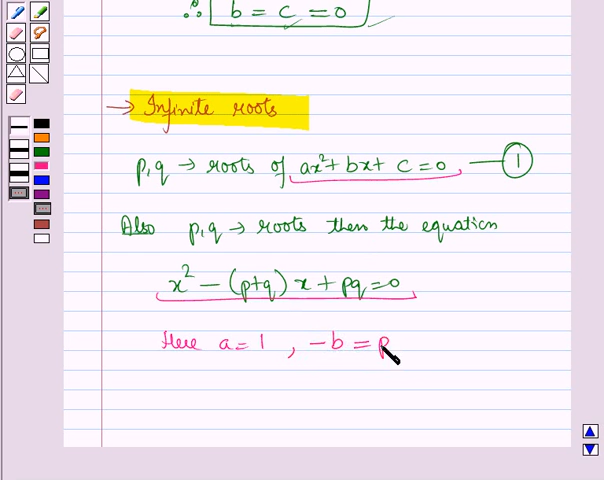 ∴ b = c = 0
→ Infinite roots
p,q → roots of ax²+ bx + c = 0 — 1
Also p,q → roots then the equation
x² – (p+q) x + pq = 0
Here a = 1 , – b = p